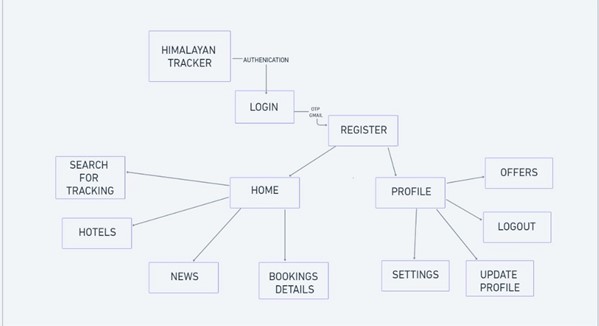 HIMALAYAN
TRACKER
AUTHENICATION
LOGIN
OTP
GMAIL
REGISTER
SEARCH
FOR
TRACKING
HOME
PROFILE
OFFERS
HOTELS
LOGOUT
NEWS
BOOKINGS
DETAILS
SETTINGS
UPDATE
PROFILE